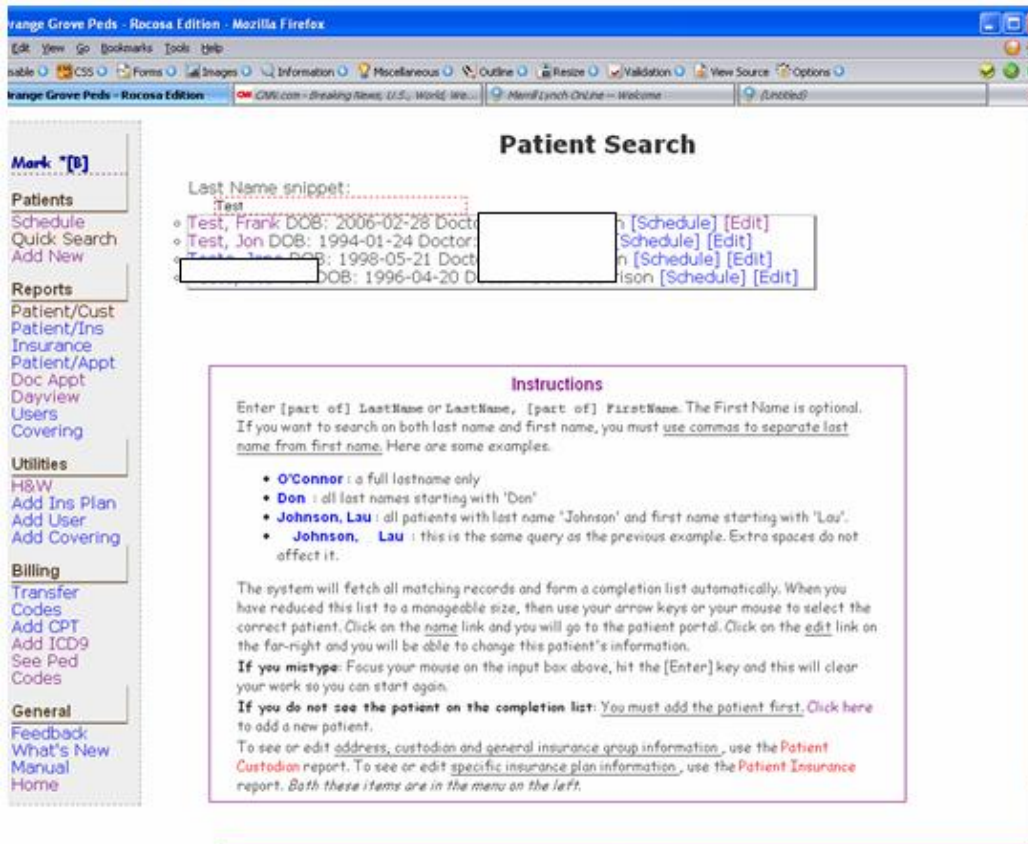 range Grove Peds - Rocosa Edition - Mozilla Firefox
Edit View Go Bookmarks Tools Help
sable CSS Forms Images Information Miscellaneous Outline Resize Validation View Source Options
range Grove Peds - Rocosa Edition CNN.com - Breaking News, U.S., World, We... Merrill Lynch OnLine -- Welcome (Untitled)
Mark *[B]
Patients
Schedule
Quick Search
Add New
Reports
Patient/Cust
Patient/Ins
Insurance
Patient/Appt
Doc Appt
Dayview
Users
Covering
Utilities
H&W
Add Ins Plan
Add User
Add Covering
Billing
Transfer
Codes
Add CPT
Add ICD9
See Ped
Codes
General
Feedback
What's New
Manual
Home
Patient Search
Last Name snippet:
Test
Test, Frank DOB: 2006-02-28 Doctor [Schedule] [Edit]
Test, Jon DOB: 1994-01-24 Doctor: [Schedule] [Edit]
DOB: 1998-05-21 Docto n [Schedule] [Edit]
DOB: 1996-04-20 D rison [Schedule] [Edit]
Instructions
Enter [part of] LastName or LastName, [part of] FirstName. The First Name is optional.
If you want to search on both last name and first name, you must use commas to separate last
name from first name. Here are some examples.
O'Connor : a full lastname only
Don : all last names starting with 'Don'
Johnson, Lau : all patients with last name 'Johnson' and first name starting with 'Lau'.
Johnson, Lau : this is the same query as the previous example. Extra spaces do not
affect it.
The system will fetch all matching records and form a completion list automatically. When you
have reduced this list to a manageable size, then use your arrow keys or your mouse to select the
correct patient. Click on the name link and you will go to the patient portal. Click on the edit link on
the far-right and you will be able to change this patient's information.
If you mistype: Focus your mouse on the input box above, hit the [Enter] key and this will clear
your work so you can start again.
If you do not see the patient on the completion list: You must add the patient first. Click here
to add a new patient.
To see or edit address, custodian and general insurance group information , use the Patient
Custodian report. To see or edit specific insurance plan information , use the Patient Insurance
report. Both these items are in the menu on the left.